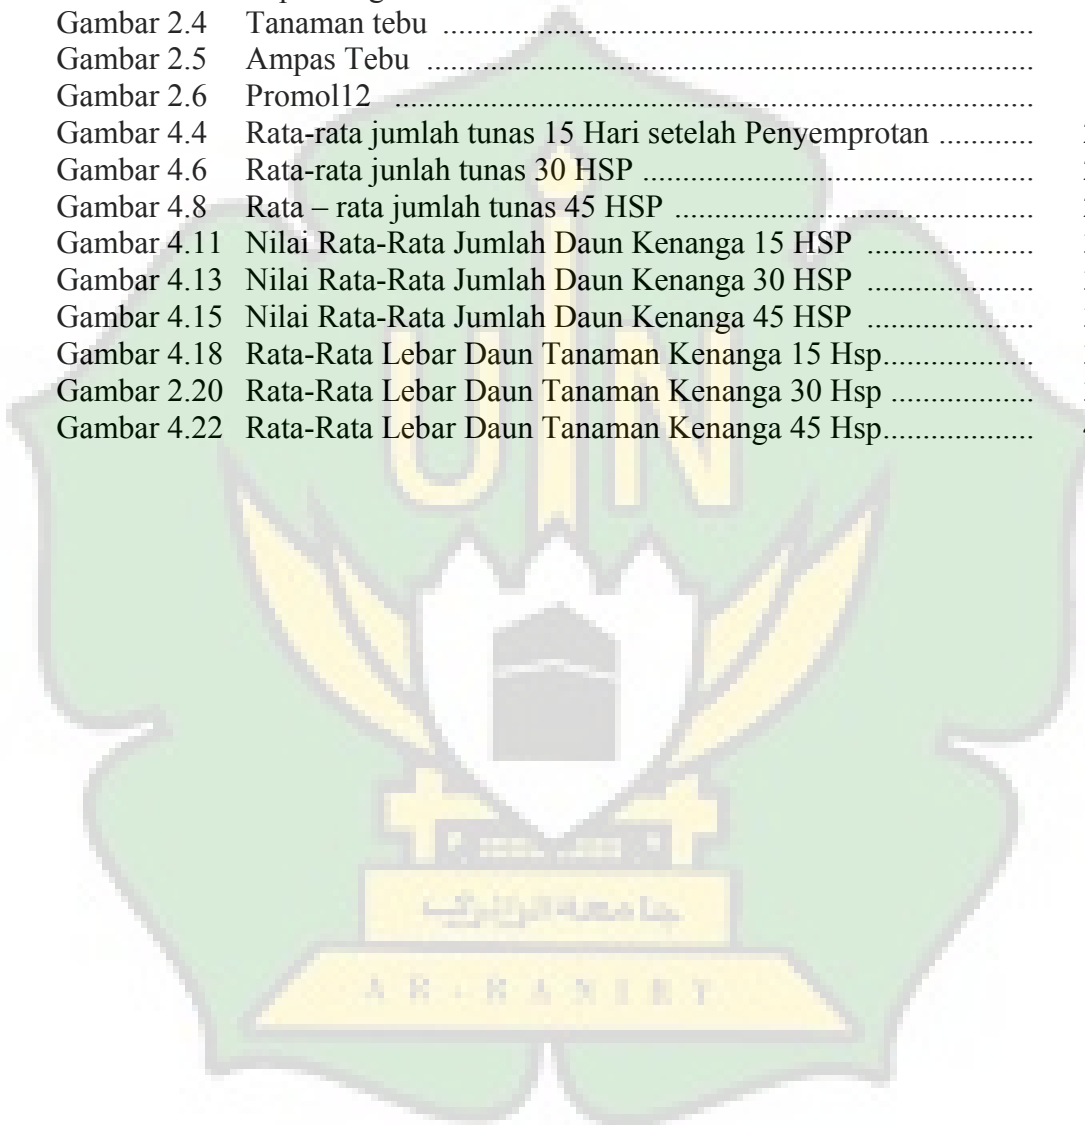 Gambar 2.4 Tanaman tebu ..........................................................................
Gambar 2.5 Ampas Tebu ............................................................................
Gambar 2.6 Promol12 ................................................................................
Gambar 4.4 Rata-rata jumlah tunas 15 Hari setelah Penyemprotan ............
Gambar 4.6 Rata-rata junlah tunas 30 HSP .................................................
Gambar 4.8 Rata – rata jumlah tunas 45 HSP .............................................
Gambar 4.11 Nilai Rata-Rata Jumlah Daun Kenanga 15 HSP .....................
Gambar 4.13 Nilai Rata-Rata Jumlah Daun Kenanga 30 HSP .....................
Gambar 4.15 Nilai Rata-Rata Jumlah Daun Kenanga 45 HSP .....................
Gambar 4.18 Rata-Rata Lebar Daun Tanaman Kenanga 15 Hsp...................
Gambar 2.20 Rata-Rata Lebar Daun Tanaman Kenanga 30 Hsp ..................
Gambar 4.22 Rata-Rata Lebar Daun Tanaman Kenanga 45 Hsp...................
UIN
جامعة الرانيري
AR-RANIRY